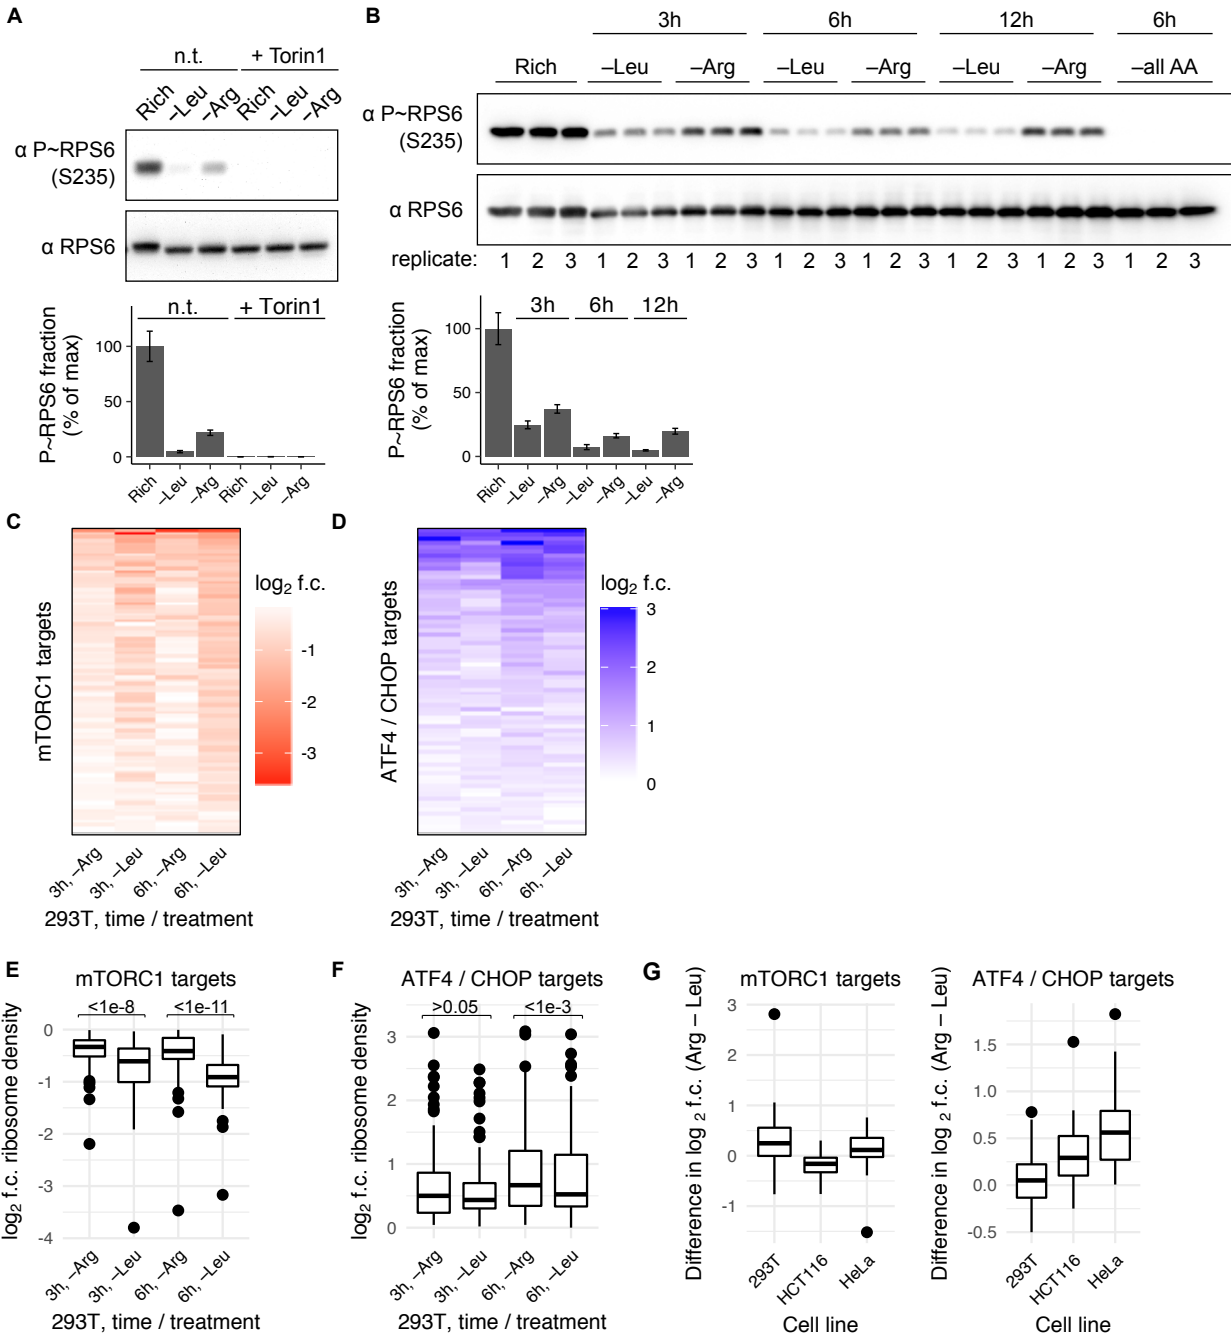 A
n.t.
+ Torin1
Rich
–Leu
–Arg
Rich
–Leu
–Arg
α P~RPS6
(S235)
α RPS6
n.t.
+ Torin1
P~RPS6 fraction
(% of max)
100
50
0
Rich
–Leu
–Arg
Rich
–Leu
–Arg
B
3h
6h
12h
6h
Rich
–Leu
–Arg
–Leu
–Arg
–Leu
–Arg
–all AA
α P~RPS6
(S235)
α RPS6
replicate: 1 2 3 1 2 3 1 2 3 1 2 3 1 2 3 1 2 3 1 2 3 1 2 3
3h
6h
12h
P~RPS6 fraction
(% of max)
100
50
0
Rich
–Leu
–Arg
–Leu
–Arg
–Leu
–Arg
C
mTORC1 targets
log2 f.c.
-1
-2
-3
3h, –Arg
3h, –Leu
6h, –Arg
6h, –Leu
293T, time / treatment
D
ATF4 / CHOP targets
log2 f.c.
3
2
1
0
3h, –Arg
3h, –Leu
6h, –Arg
6h, –Leu
293T, time / treatment
E
mTORC1 targets
<1e-8
<1e-11
log2 f.c. ribosome density
0
-1
-2
-3
-4
3h, –Arg
3h, –Leu
6h, –Arg
6h, –Leu
293T, time / treatment
F
ATF4 / CHOP targets
>0.05
<1e-3
log2 f.c. ribosome density
3
2
1
0
3h, –Arg
3h, –Leu
6h, –Arg
6h, –Leu
293T, time / treatment
G
mTORC1 targets
Difference in log 2 f.c. (Arg – Leu)
3
2
1
0
-1
293T
HCT116
HeLa
Cell line
ATF4 / CHOP targets
Difference in log 2 f.c. (Arg – Leu)
1.5
1.0
0.5
0.0
-0.5
293T
HCT116
HeLa
Cell line